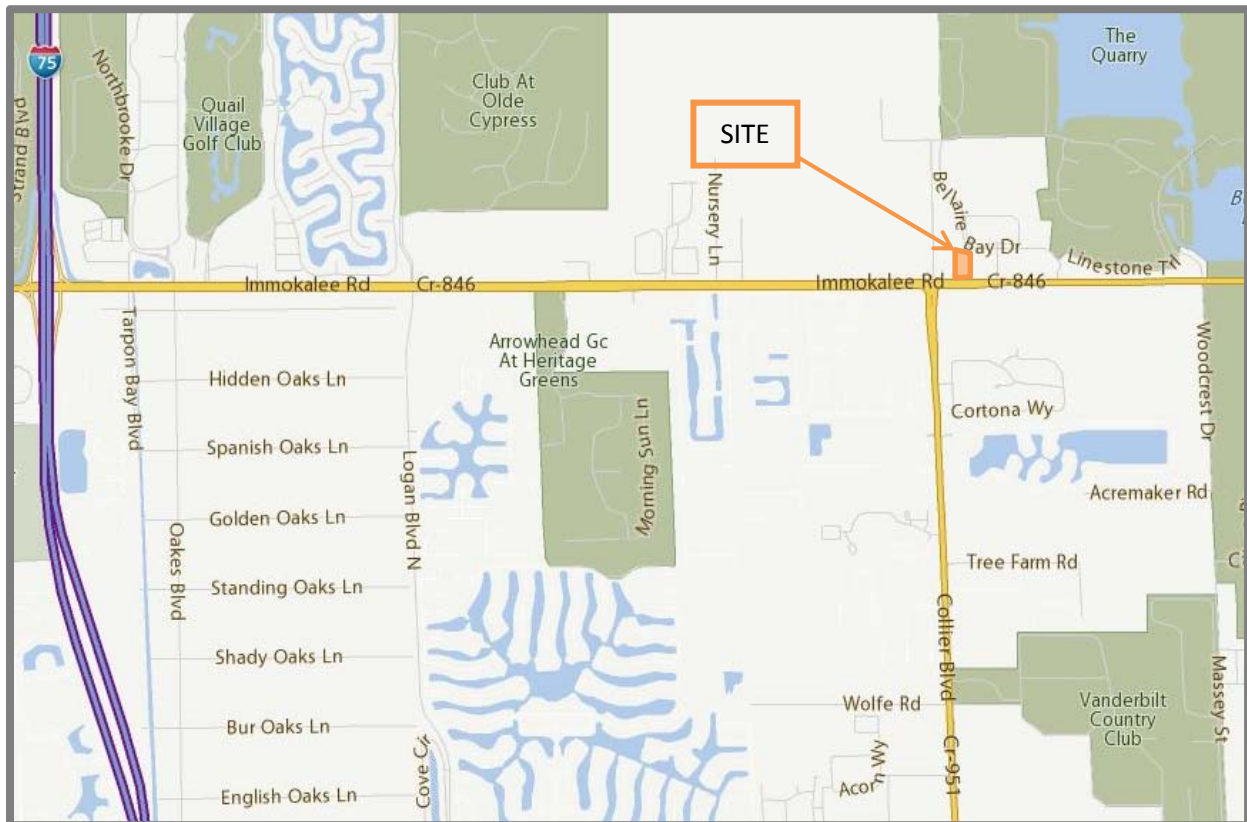 75
Strand Blvd
Northbrooke Dr
Quail
Village
Golf Club
Club At
Olde
Cypress
SITE
The
Quarry
Nursery Ln
Bellaire
Bay Dr
Linestone Trl
Immokalee Rd
Cr-846
Immokalee Rd
Cr-846
Tarpon Bay Blvd
Arrowhead Gc
At Heritage
Greens
Hidden Oaks Ln
Woodcrest Dr
Cortona Wy
Spanish Oaks Ln
Logan Blvd N
Morning Sun Ln
Acremaker Rd
Golden Oaks Ln
Oakes Blvd
Tree Farm Rd
Standing Oaks Ln
Collier Blvd
Shady Oaks Ln
Massey St
Wolfe Rd
Vanderbilt
Country
Club
Bur Oaks Ln
Cove Cir
Acorn Wy
Cr-951
English Oaks Ln